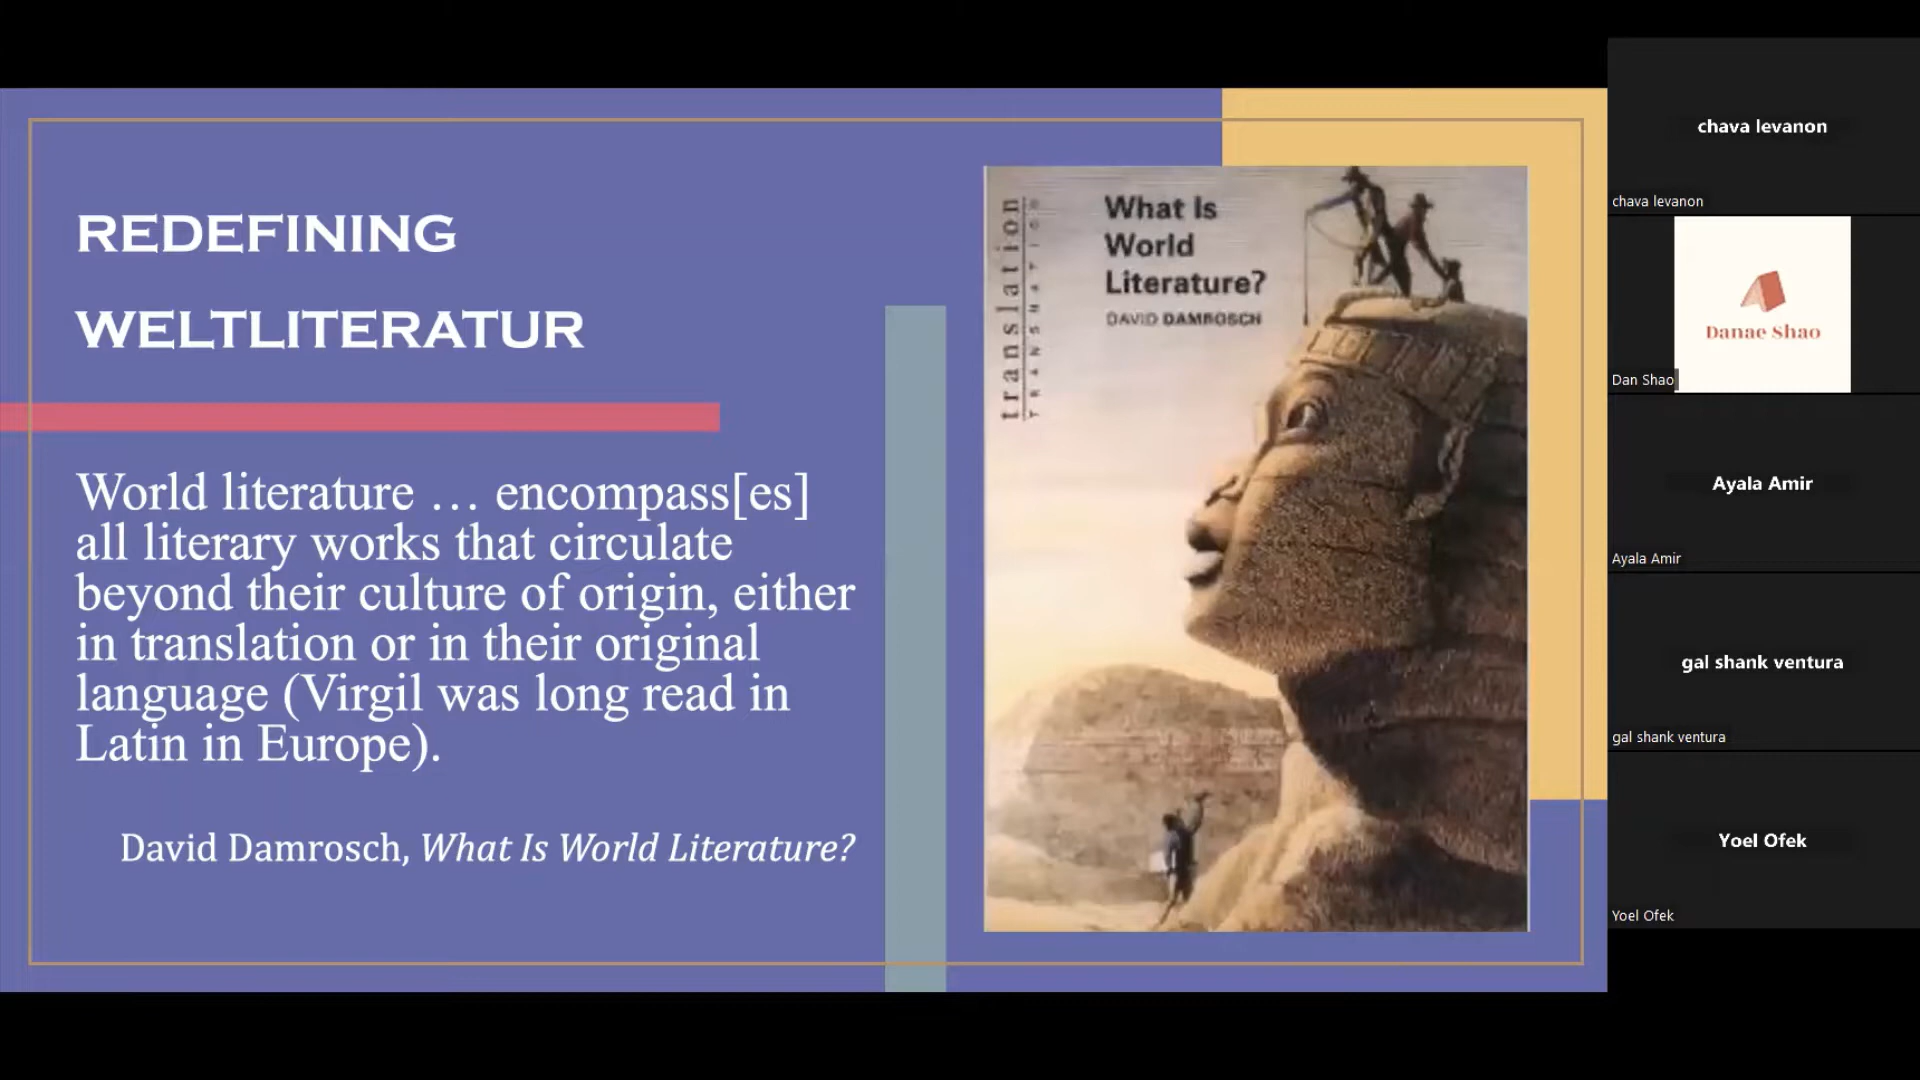 REDEFINING
WELTLITERATUR
World literature … encompass[es]
all literary works that circulate
beyond their culture of origin, either
in translation or in their original
language (Virgil was long read in
Latin in Europe).
David Damrosch, What Is World Literature?
translation
TRANSNATION
What Is
World
Literature?
DAVID DAMROSCH
chava levanon
chava levanon
Danae Shao
Dan Shao
Ayala Amir
Ayala Amir
gal shank ventura
gal shank ventura
Yoel Ofek
Yoel Ofek